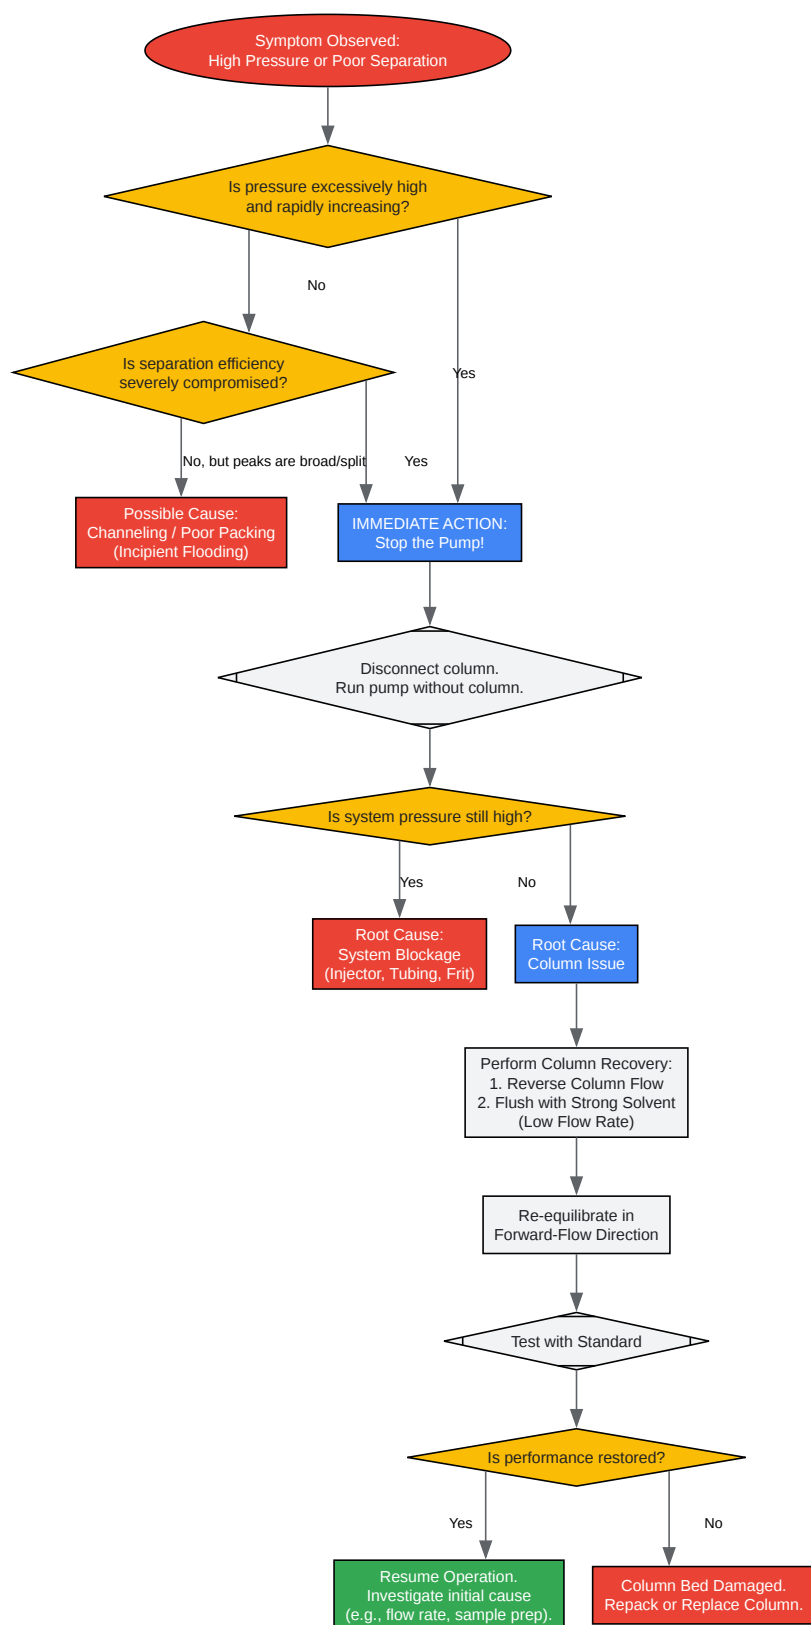 Symptom Observed:
High Pressure or Poor Separation
Is pressure excessively high
and rapidly increasing?
No
Yes
Is separation efficiency
severely compromised?
No, but peaks are broad/split
Yes
Possible Cause:
Channeling / Poor Packing
(Incipient Flooding)
IMMEDIATE ACTION:
Stop the Pump!
Disconnect column.
Run pump without column.
Is system pressure still high?
Yes
No
Root Cause:
System Blockage
(Injector, Tubing, Frit)
Root Cause:
Column Issue
Perform Column Recovery:
1. Reverse Column Flow
2. Flush with Strong Solvent
(Low Flow Rate)
Re-equilibrate in
Forward-Flow Direction
Test with Standard
Is performance restored?
Yes
No
Resume Operation.
Investigate initial cause
(e.g., flow rate, sample prep).
Column Bed Damaged.
Repack or Replace Column.